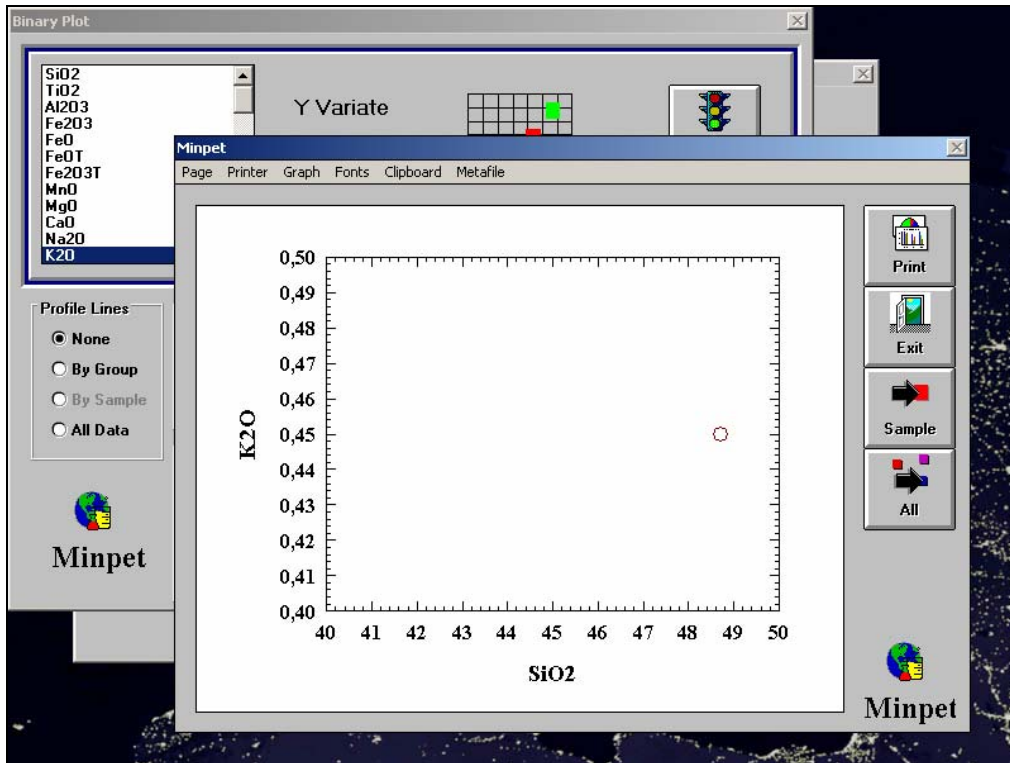 Binary Plot
SiO2
TiO2
Al2O3
Fe2O3
FeO
FeOT
Fe2O3T
MnO
MgO
CaO
Na2O
K2O
Y Variate
Profile Lines
None
By Group
By Sample
All Data
Minpet
Minpet
Page Printer Graph Fonts Clipboard Metafile
0,50
0,49
0,48
0,47
0,46
0,45
0,44
0,43
0,42
0,41
0,40
K2O
40 41 42 43 44 45 46 47 48 49 50
SiO2
Print
Exit
Sample
All
Minpet